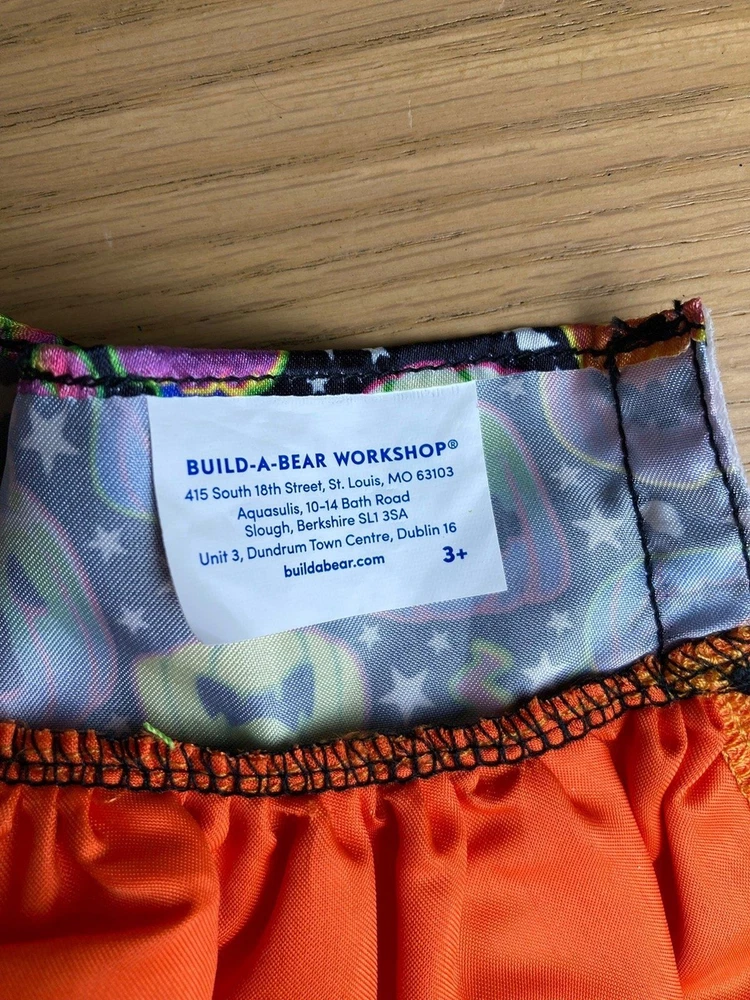 BUILD-A-BEAR WORKSHOP®
415 South 18th Street, St. Louis, MO 63103
Aquasulis, 10-14 Bath Road
Slough, Berkshire SL1 3SA
Unit 3, Dundrum Town Centre, Dublin 16
buildabear.com 3+